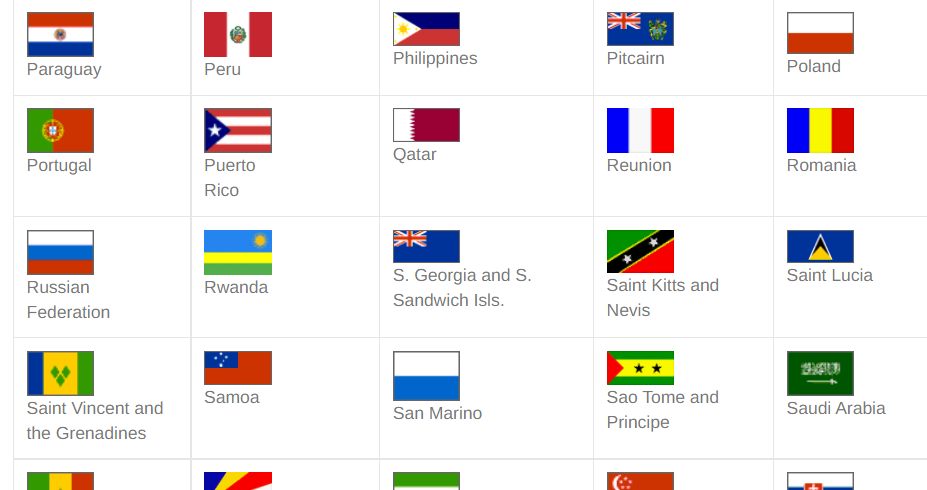 Paraguay
Peru
Philippines
Pitcairn
Poland
Portugal
Puerto
Rico
Qatar
Reunion
Romania
Russian
Federation
Rwanda
S. Georgia and S.
Sandwich Isls.
Saint Kitts and
Nevis
Saint Lucia
Saint Vincent and
the Grenadines
Samoa
San Marino
Sao Tome and
Principe
Saudi Arabia